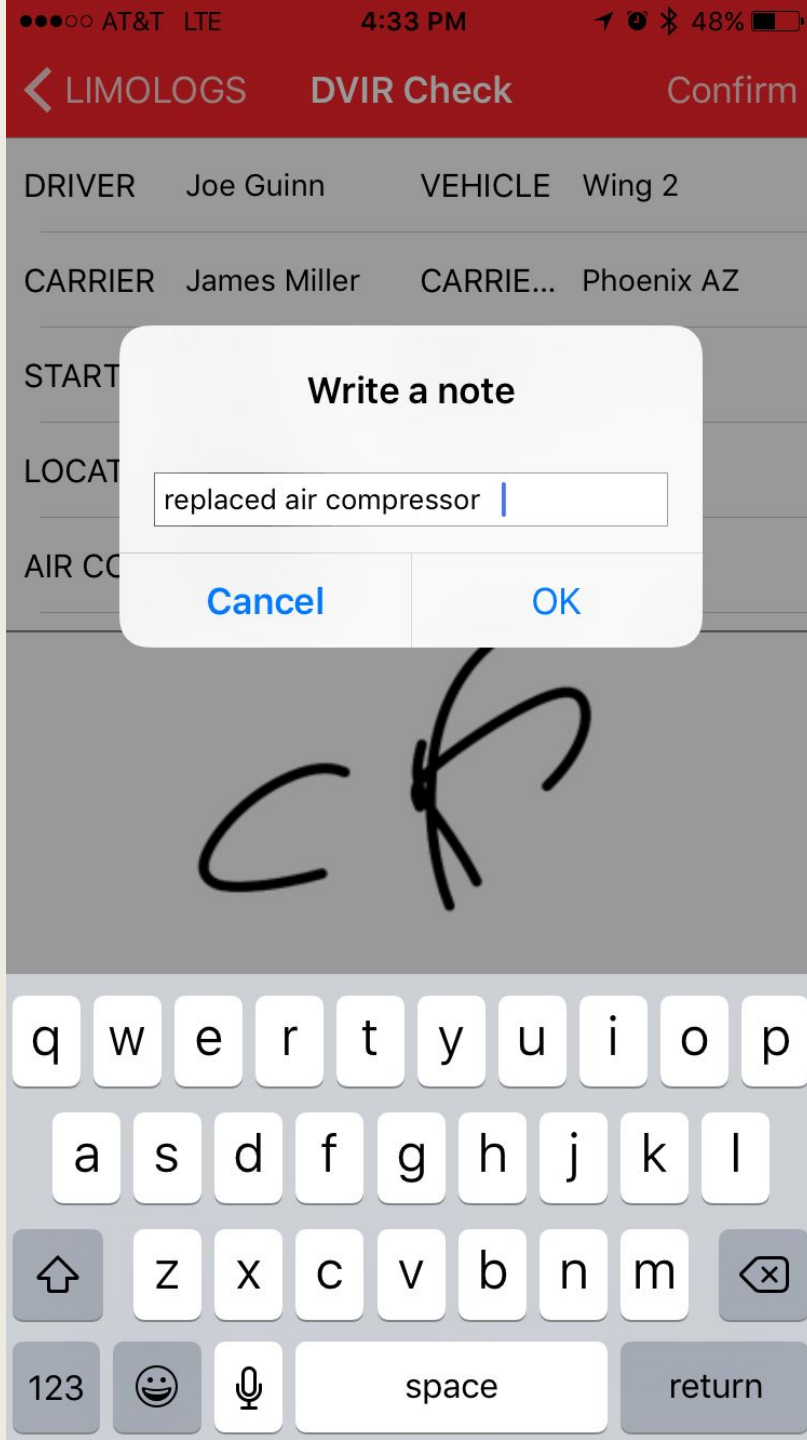 AT&T LTE 4:33 PM 48%
LIMOLOGS DVIR Check Confirm
DRIVER Joe Guinn VEHICLE Wing 2
CARRIER James Miller CARRIE... Phoenix AZ
START
Write a note
LOCAT
replaced air compressor
AIR CO
Cancel OK
q w e r t y u i o p
a s d f g h j k l
z x c v b n m
123 space return